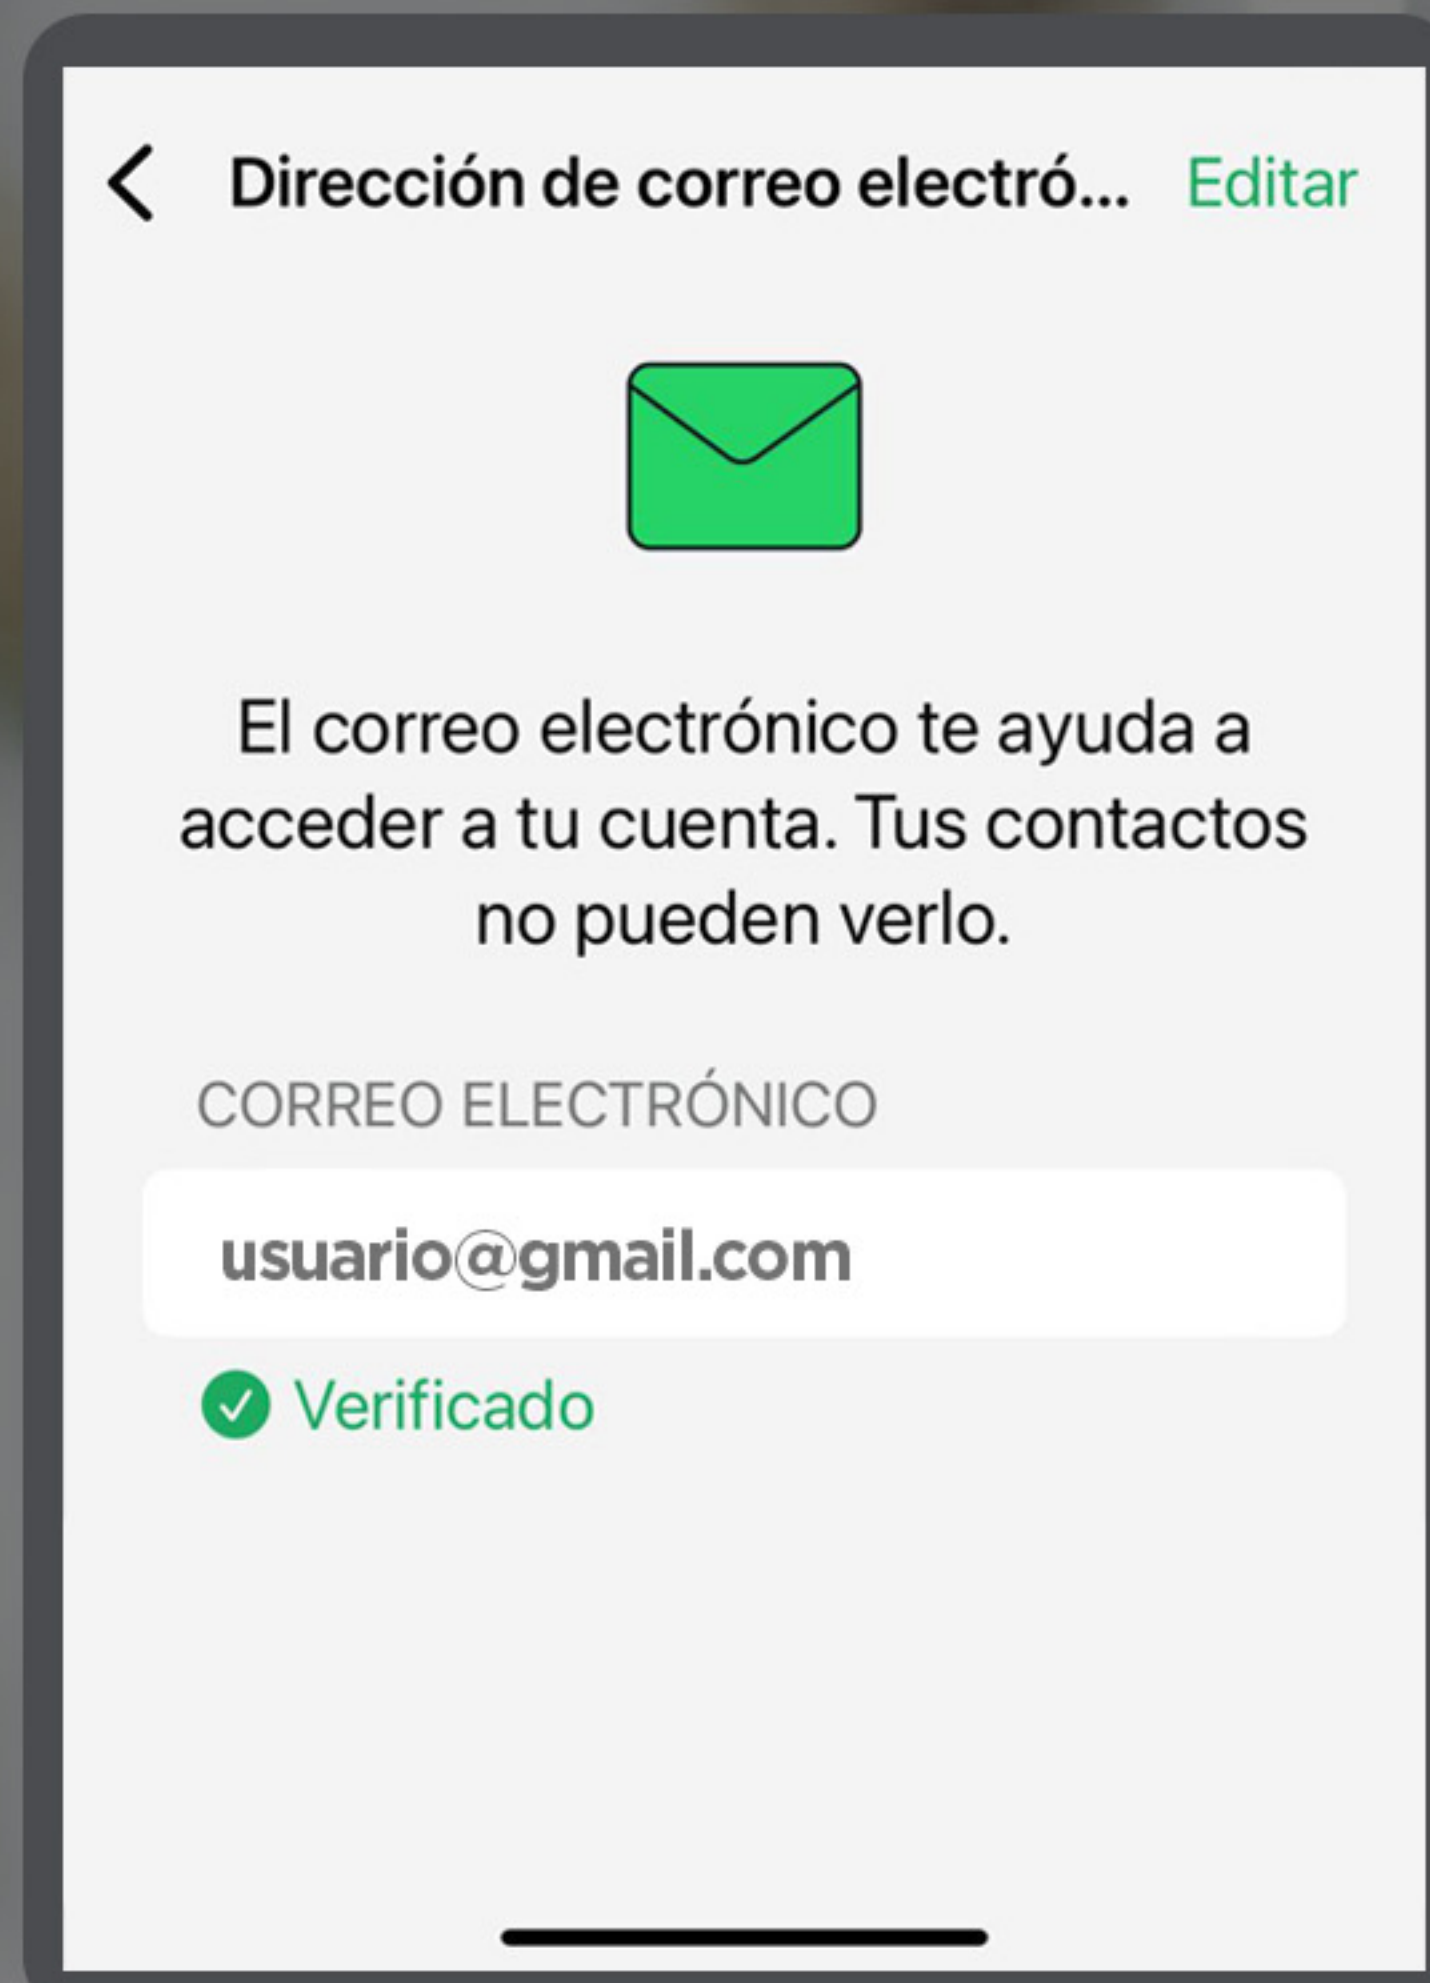 Dirección de correo electró... Editar
El correo electrónico te ayuda a
acceder a tu cuenta. Tus contactos
no pueden verlo.
CORREO ELECTRÓNICO
usuario@gmail.com
Verificado